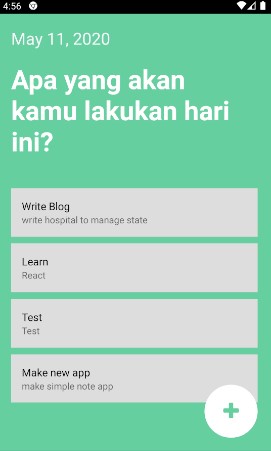 4:56
May 11, 2020
Apa yang akan
kamu lakukan hari
ini?
Write Blog
write hospital to manage state
Learn
React
Test
Test
Make new app
make simple note app